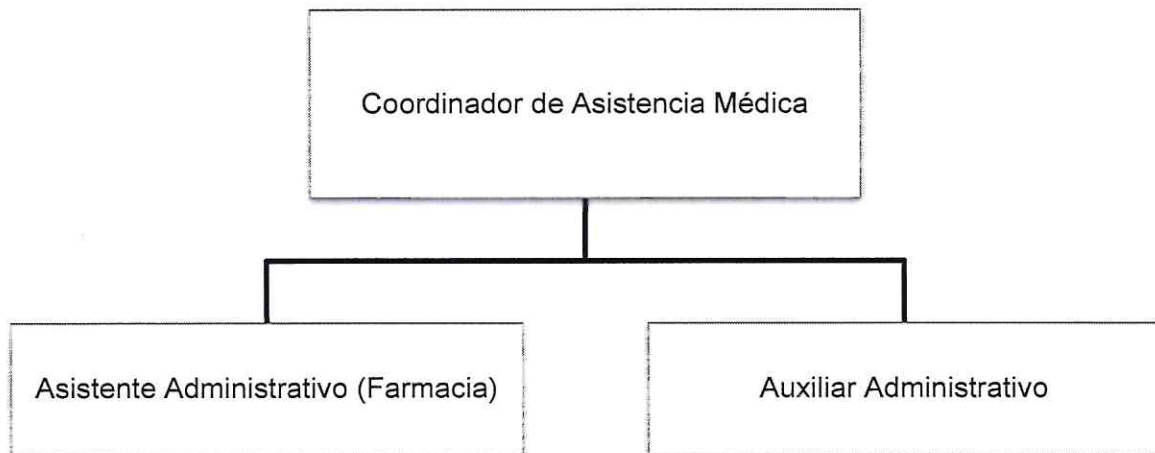 Coordinador de Asistencia Médica
Asistente Administrativo (Farmacia)
Auxiliar Administrativo